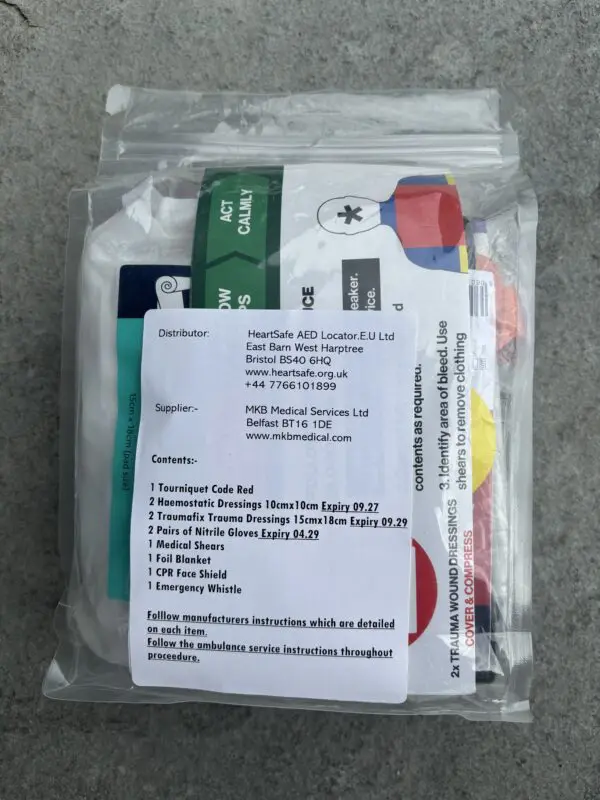 ACT
CALMLY
Distributor: HeartSafe AED Locator.E.U Ltd
East Barn West Harptree
Bristol BS40 6HQ
www.heartsafe.org.uk
+44 7766101899
Supplier:- MKB Medical Services Ltd
Belfast BT16 1DE
www.mkbmedical.com
Contents:-
1 Tourniquet Code Red
2 Haemostatic Dressings 10cmx10cm Expiry 09.27
2 Traumafix Trauma Dressings 15cmx18cm Expiry 09.29
2 Pairs of Nitrile Gloves Expiry 04.29
1 Medical Shears
1 Foil Blanket
1 CPR Face Shield
1 Emergency Whistle
Folllow manufacturers instructions which are detailed
on each item.
Follow the ambulance service instructions throughout
proceedure.
contents as required.
3. Identify area of bleed. Use
shears to remove clothing
2x TRAUMA WOUND DRESSINGS
COVER & COMPRESS
15cm x 18cm (pad size)